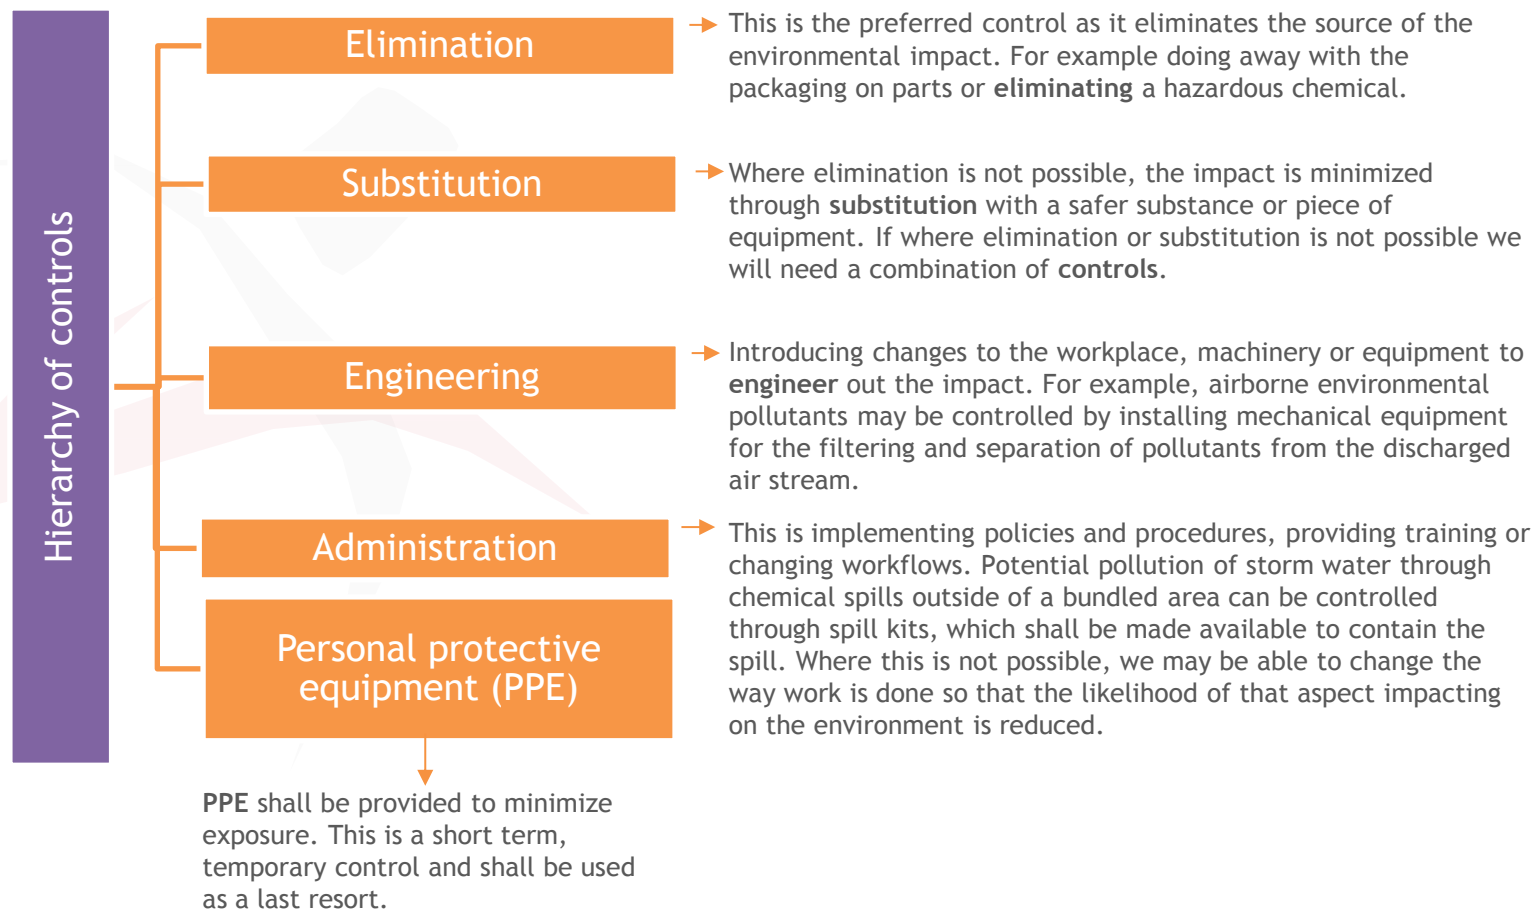 Hierarchy of controls
Elimination
This is the preferred control as it eliminates the source of the
environmental impact. For example doing away with the
packaging on parts or eliminating a hazardous chemical.
Substitution
Where elimination is not possible, the impact is minimized
through substitution with a safer substance or piece of
equipment. If where elimination or substitution is not possible we
will need a combination of controls.
Engineering
Introducing changes to the workplace, machinery or equipment to
engineer out the impact. For example, airborne environmental
pollutants may be controlled by installing mechanical equipment
for the filtering and separation of pollutants from the discharged
air stream.
Administration
This is implementing policies and procedures, providing training or
changing workflows. Potential pollution of storm water through
chemical spills outside of a bundled area can be controlled
through spill kits, which shall be made available to contain the
spill. Where this is not possible, we may be able to change the
way work is done so that the likelihood of that aspect impacting
on the environment is reduced.
Personal protective
equipment (PPE)
PPE shall be provided to minimize
exposure. This is a short term,
temporary control and shall be used
as a last resort.